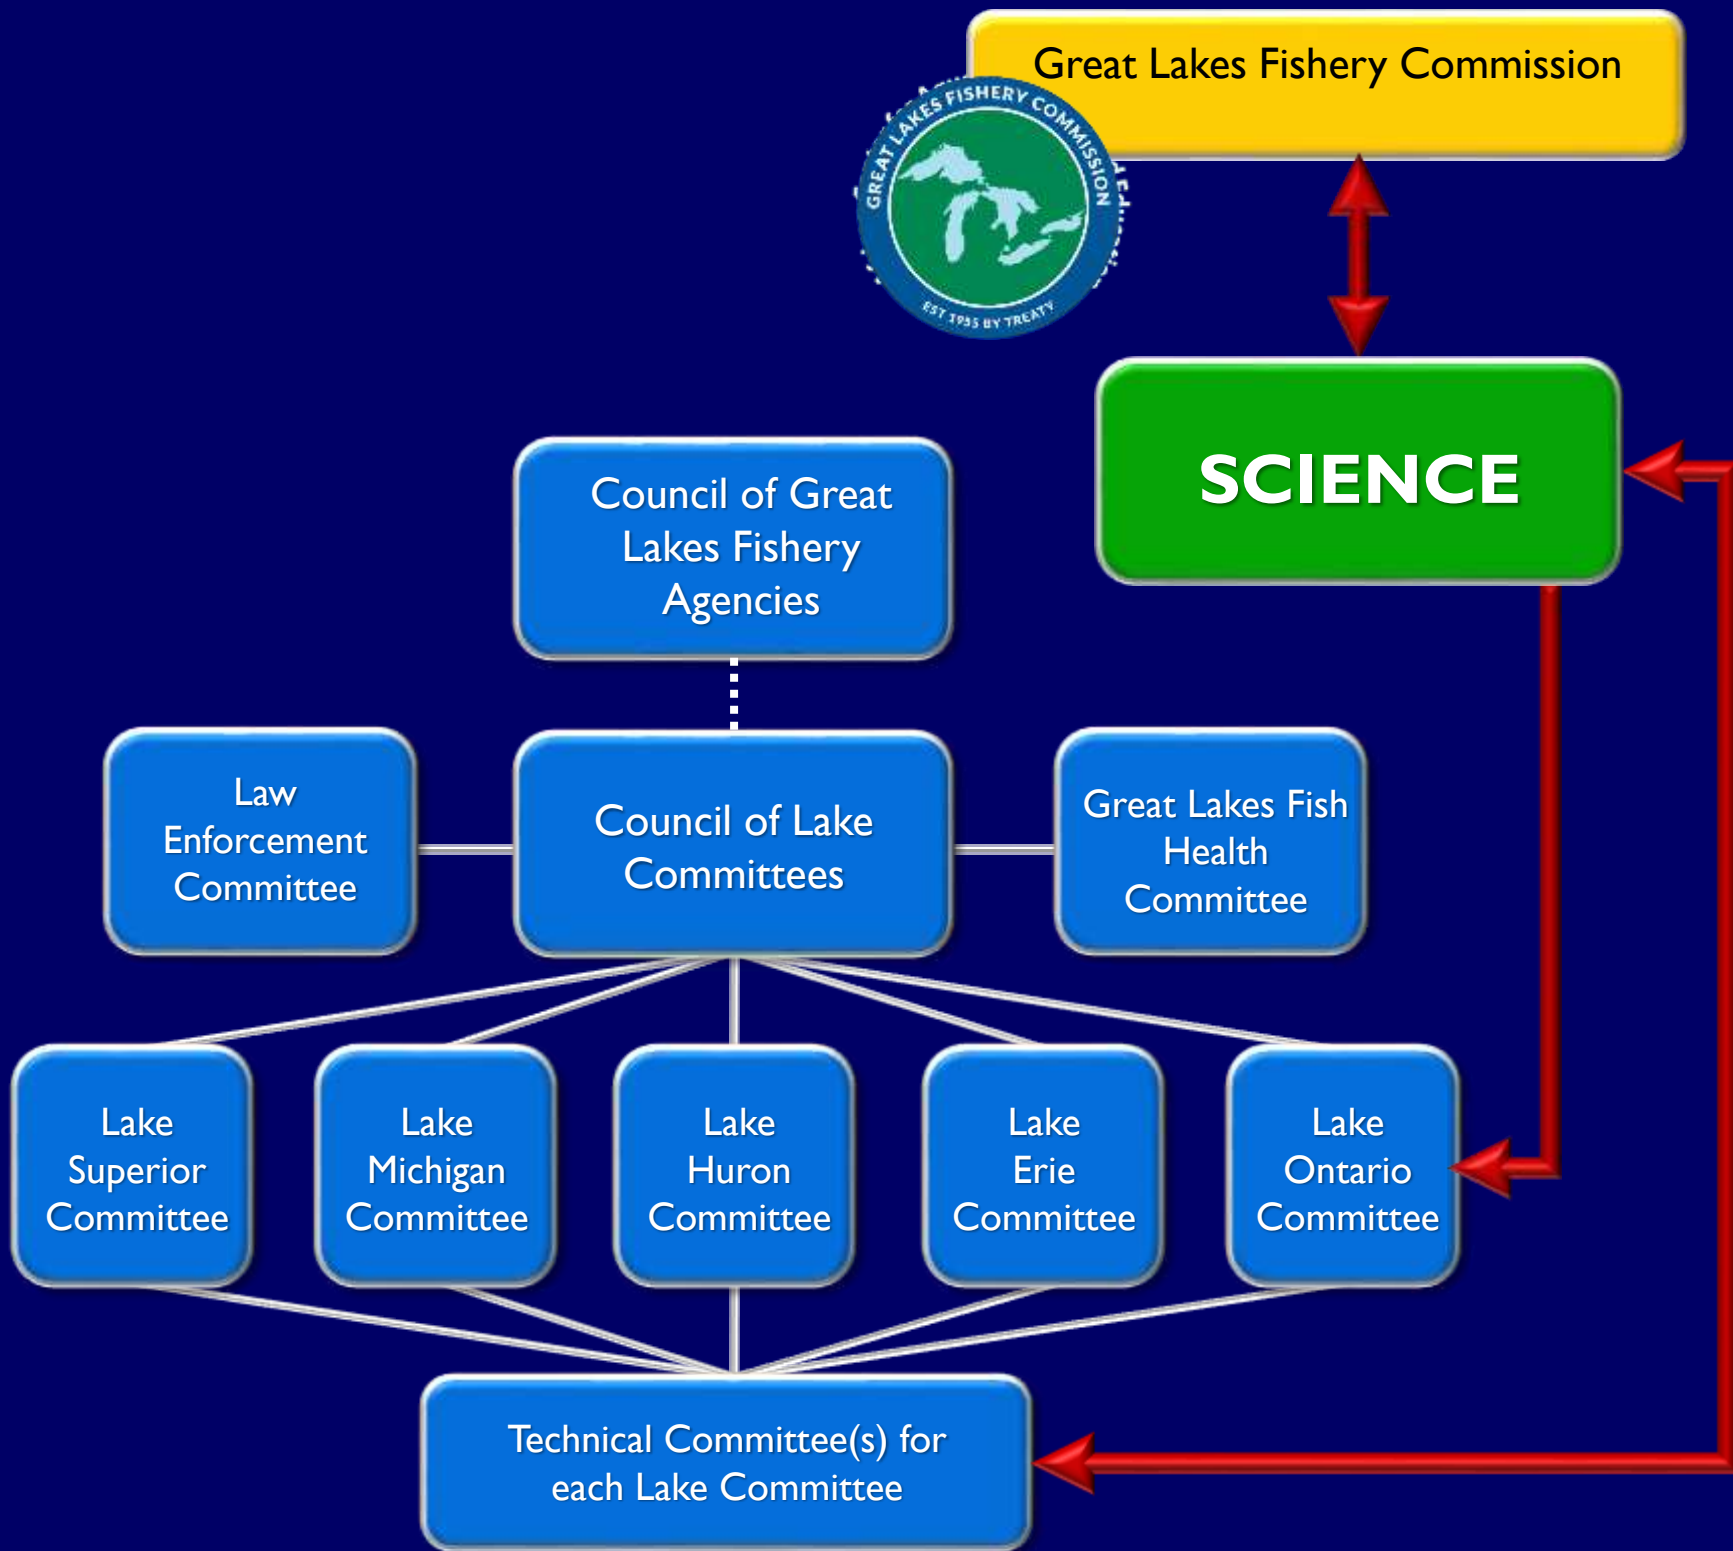 Great Lakes Fishery Commission
GREAT LAKES FISHERY COMMISSION
EST 1955 BY TREATY
SCIENCE
Council of Great
Lakes Fishery
Agencies
Law
Enforcement
Committee
Council of Lake
Committees
Great Lakes Fish
Health
Committee
Lake
Superior
Committee
Lake
Michigan
Committee
Lake
Huron
Committee
Lake
Erie
Committee
Lake
Ontario
Committee
Technical Committee(s) for
each Lake Committee